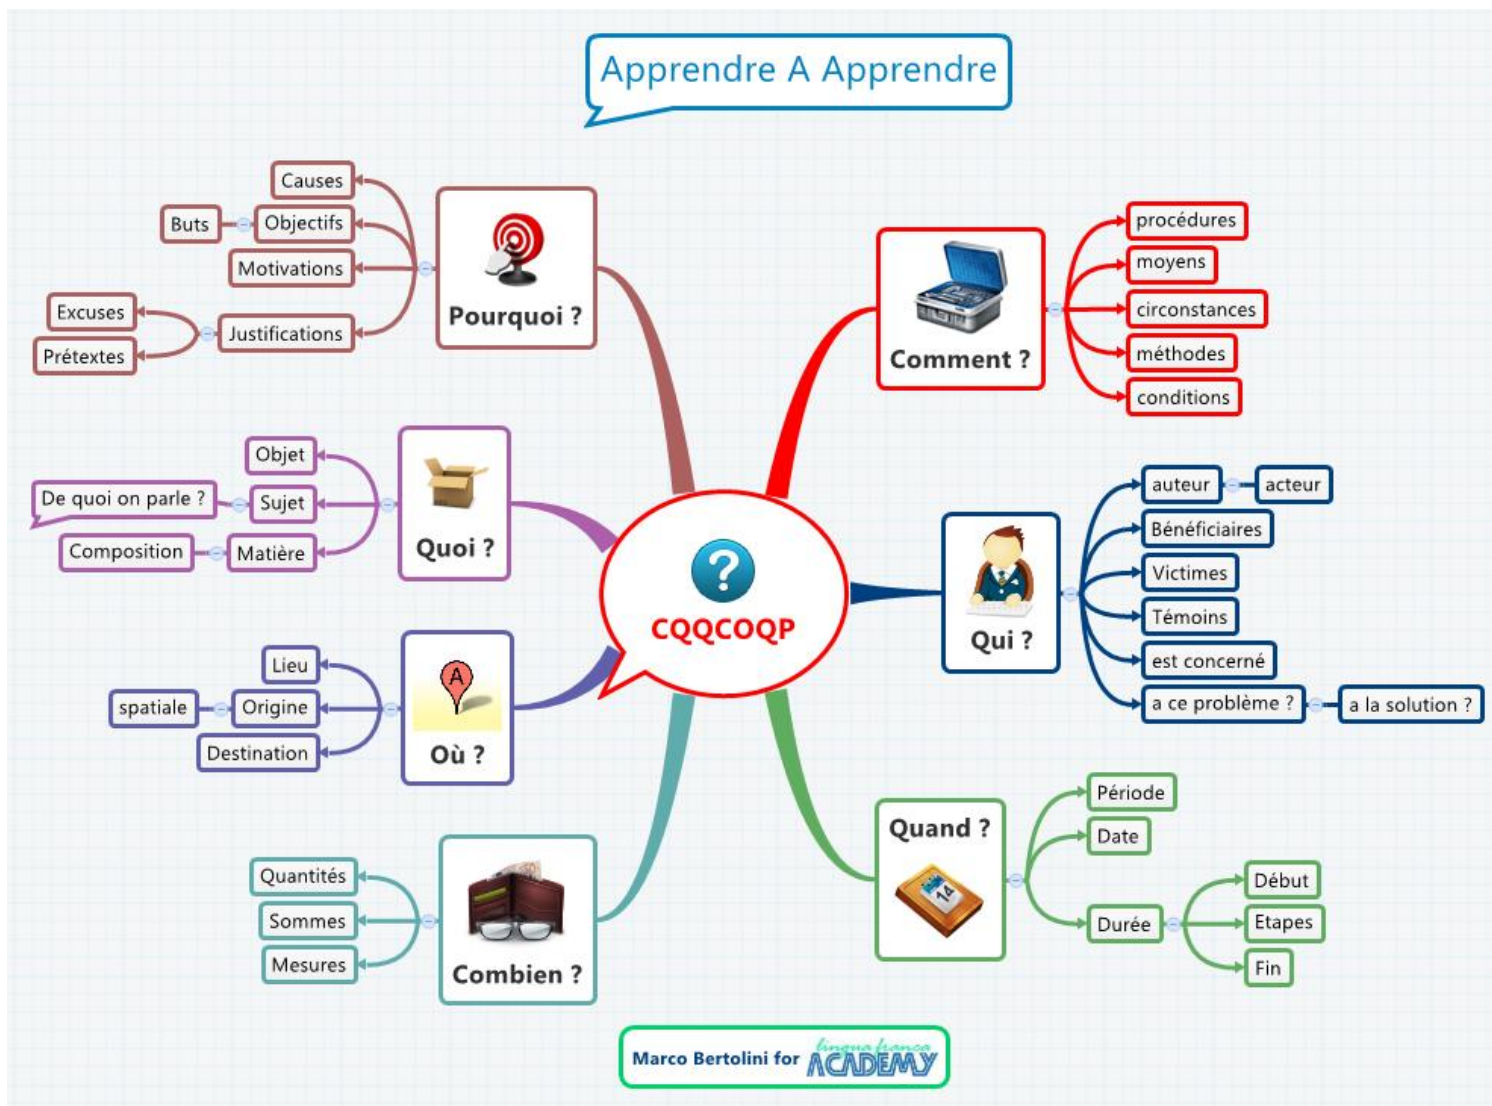 Apprendre A Apprendre
Causes
Buts
Objectifs
Motivations
Excuses
Prétextes
Justifications
Pourquoi ?
Comment ?
procédures
moyens
circonstances
méthodes
conditions
Objet
De quoi on parle ?
Sujet
Composition
Matière
Quoi ?
?
CQQCOQP
Qui ?
auteur
acteur
Bénéficiaires
Victimes
Témoins
est concerné
a ce problème ?
a la solution ?
Lieu
spatiale
Origine
Destination
A
Où ?
Quand ?
14
Période
Date
Durée
Début
Etapes
Fin
Quantités
Sommes
Mesures
Combien ?
Marco Bertolini for lingua franca ACADEMY